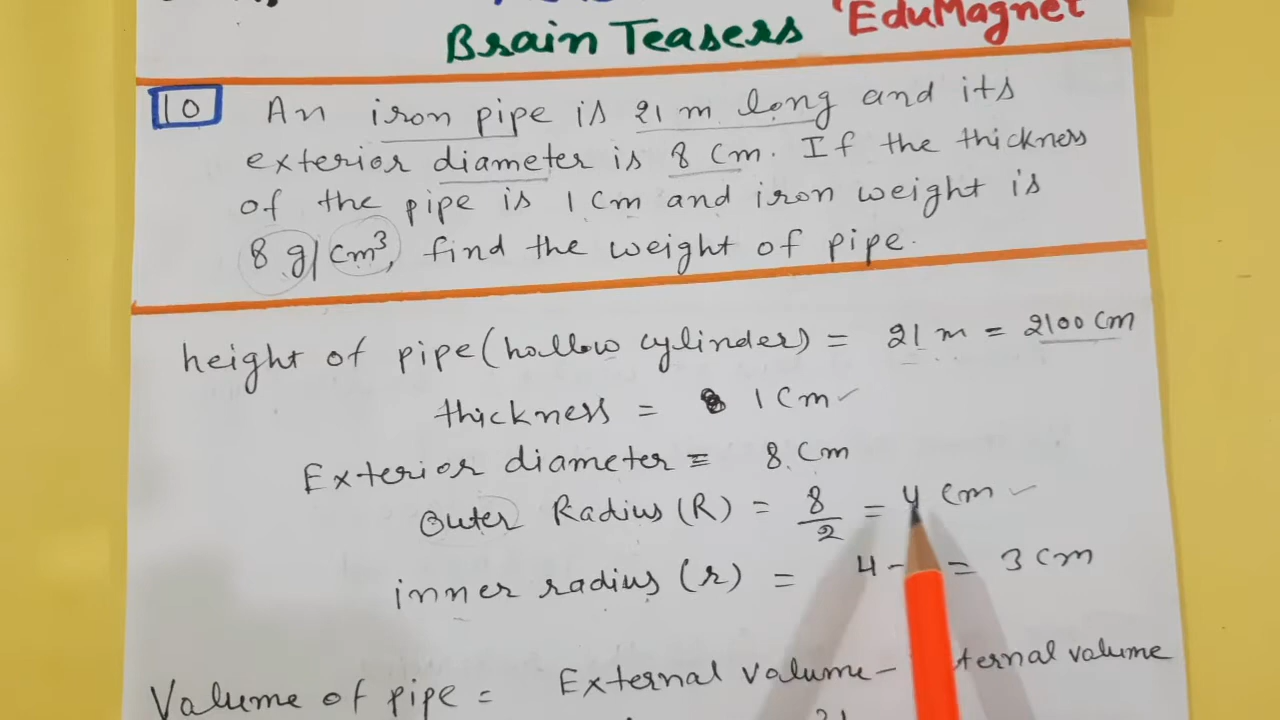 Brain Teasers 'EduMagnet
10 An iron pipe is 21 m long and its
exterior diameter is 8 cm. If the thickness
of the pipe is 1 cm and iron weight is
8 g/cm³, find the weight of pipe.
height of pipe (hollow cylinder) = 21 m = 2100 cm
thickness = 1 cm ✓
Exterior diameter = 8 cm
Outer Radius (R) = 8/2 = 4 cm ✓
inner radius (r) = 4 - = 3 cm
Volume of pipe = External volume - ternal volume